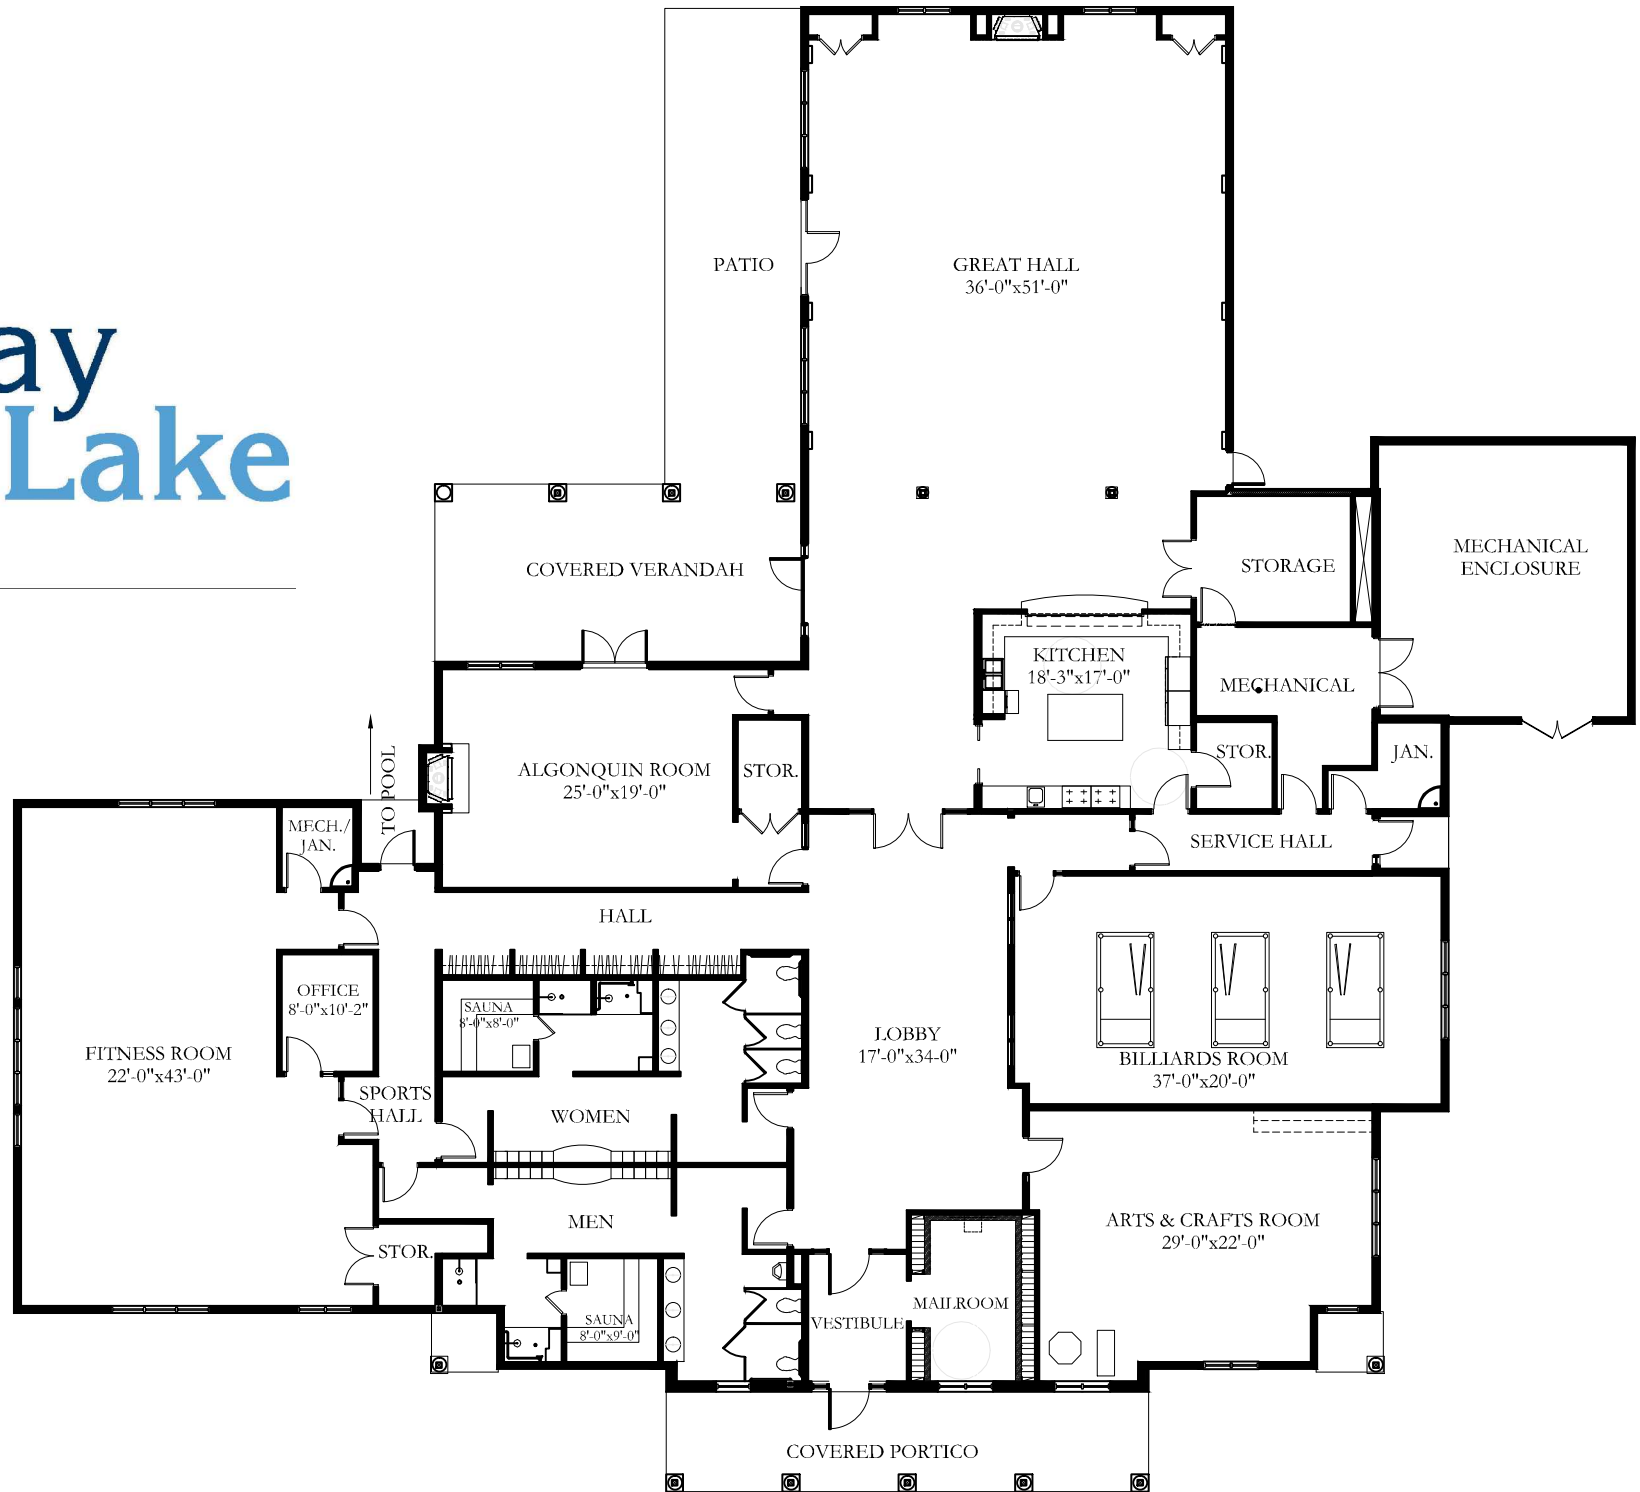 ay
Lake
PATIO
GREAT HALL
36'-0"x51'-0"
COVERED VERANDAH
STORAGE
MECHANICAL
ENCLOSURE
KITCHEN
18'-3"x17'-0"
MECHANICAL
TO POOL
ALGONQUIN ROOM
25'-0"x19'-0"
STOR.
STOR.
JAN.
MECH./
JAN.
SERVICE HALL
HALL
OFFICE
8'-0"x10'-2"
SAUNA
8'-0"x8'-0"
FITNESS ROOM
22'-0"x43'-0"
LOBBY
17'-0"x34-0"
BILLIARDS ROOM
37'-0"x20'-0"
SPORTS
HALL
WOMEN
MEN
STOR.
ARTS & CRAFTS ROOM
29'-0"x22'-0"
SAUNA
8'-0"x9'-0"
VESTIBULE
MAILROOM
COVERED PORTICO